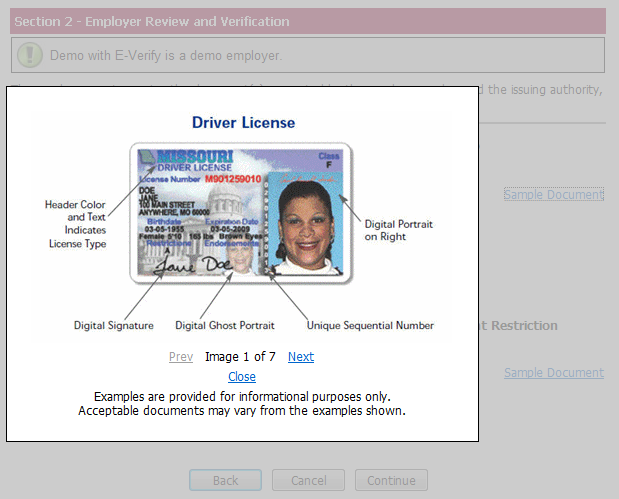 Section 2 - Employer Review and Verification
Demo with E-Verify is a demo employer.
d the issuing authority,
Sample Document
Driver License
MISSOURI
DRIVER LICENSE
Class
F
License Number M901259010
DOE,
JANE
100 MAIN STREET
ANYWHERE, MO 60000
Birthdate Expiration Date
03-05-1955 03-05-2009
Female 5'10 165 lbs Brown Eyes
Restrictions Endorsements
A
Jane Doe
Header Color
and Text
Indicates
License Type
Digital Portrait
on Right
Digital Signature
Digital Ghost Portrait
Unique Sequential Number
t Restriction
Prev Image 1 of 7 Next
Sample Document
Close
Examples are provided for informational purposes only.
Acceptable documents may vary from the examples shown.
Back Cancel Continue